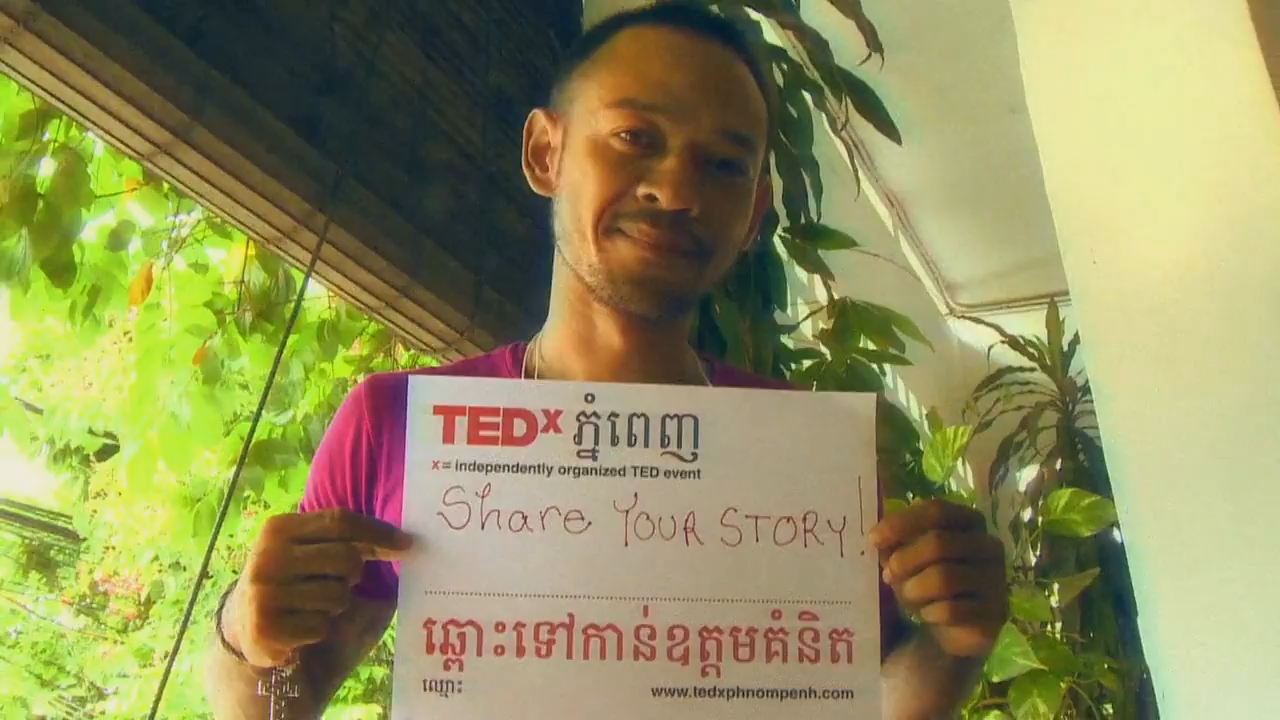 TEDx ភ្នំពេញ
x = independently organized TED event
Share YOUR STORY!
ឆ្ពោះទៅកាន់ឧត្តមគំនិត
ឈ្មោះ www.tedxphnompenh.com